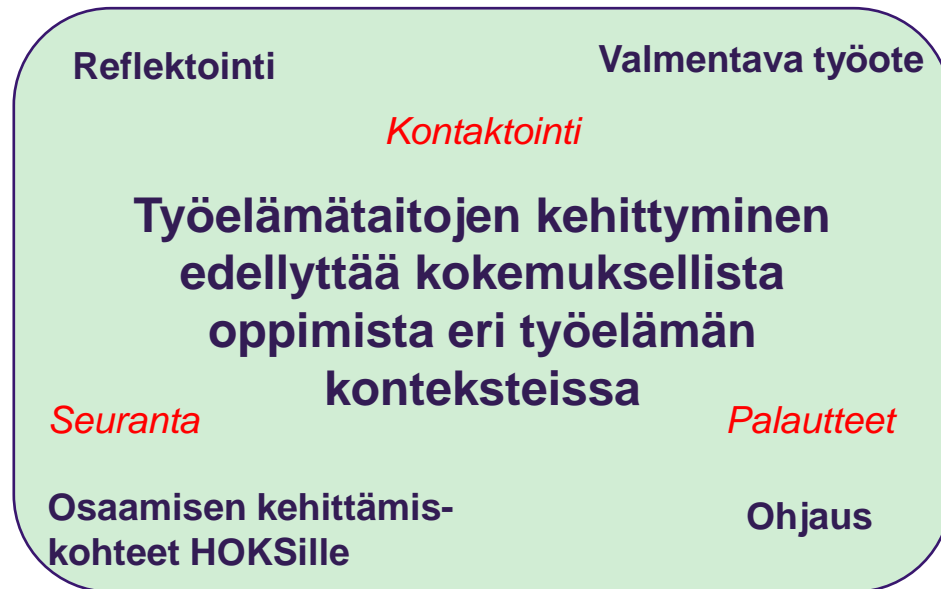 Reflektointi
Valmentava työote
Kontaktointi
Työelämätaitojen kehittyminen
edellyttää kokemuksellista
oppimista eri työelämän
konteksteissa
Seuranta
Palautteet
Osaamisen kehittämis-
kohteet HOKSille
Ohjaus